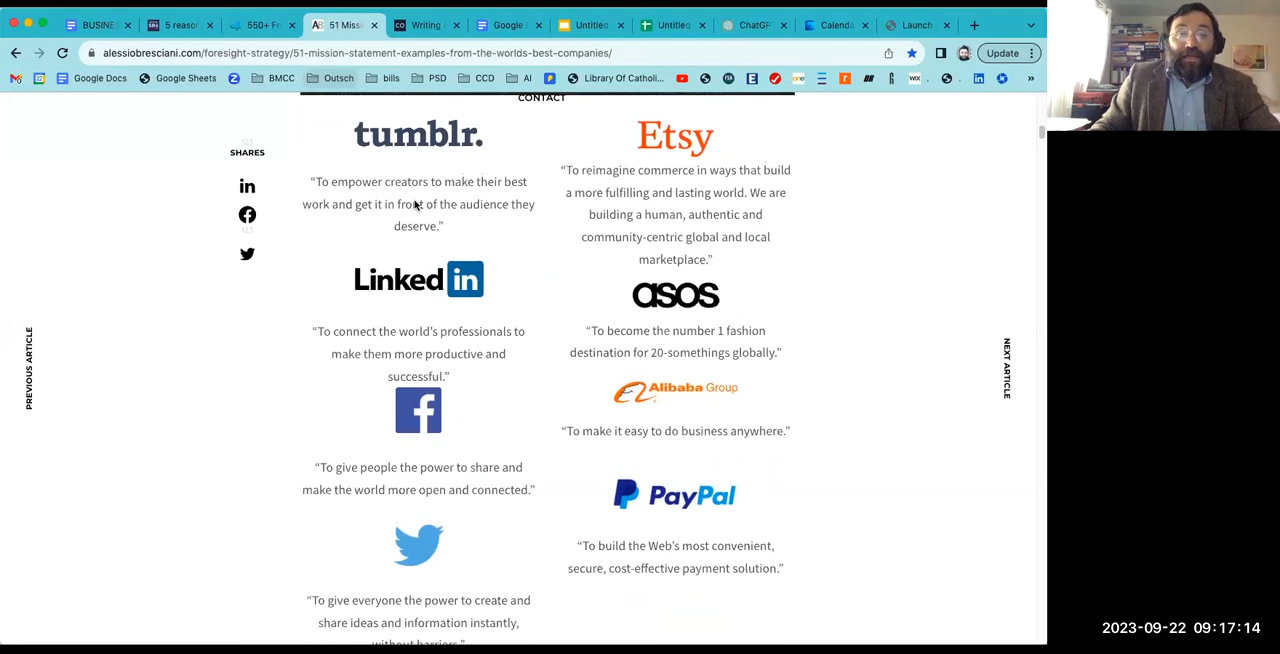 BUSINE
5 reaso
550+ Fr
51 Miss
Writing
Google
Untitled
Untitled
ChatGP
Calenda
Launch
alessiobresciani.com/foresight-strategy/51-mission-statement-examples-from-the-worlds-best-companies/
Update
Google Docs
Google Sheets
BMCC
Outsch
bills
PSD
CCD
AI
Library Of Catholi...
CONTACT
SHARES
PREVIOUS ARTICLE
tumblr.
“To empower creators to make their best
work and get it in front of the audience they
deserve.”
Linked in
“To connect the world’s professionals to
make them more productive and
successful.”
“To give people the power to share and
make the world more open and connected.”
“To give everyone the power to create and
share ideas and information instantly,
without barriers.”
Etsy
“To reimagine commerce in ways that build
a more fulfilling and lasting world. We are
building a human, authentic and
community-centric global and local
marketplace.”
asos
“To become the number 1 fashion
destination for 20-somethings globally.”
Alibaba Group
“To make it easy to do business anywhere.”
PayPal
“To build the Web’s most convenient,
secure, cost-effective payment solution.”
NEXT ARTICLE
2023-09-22 09:17:14